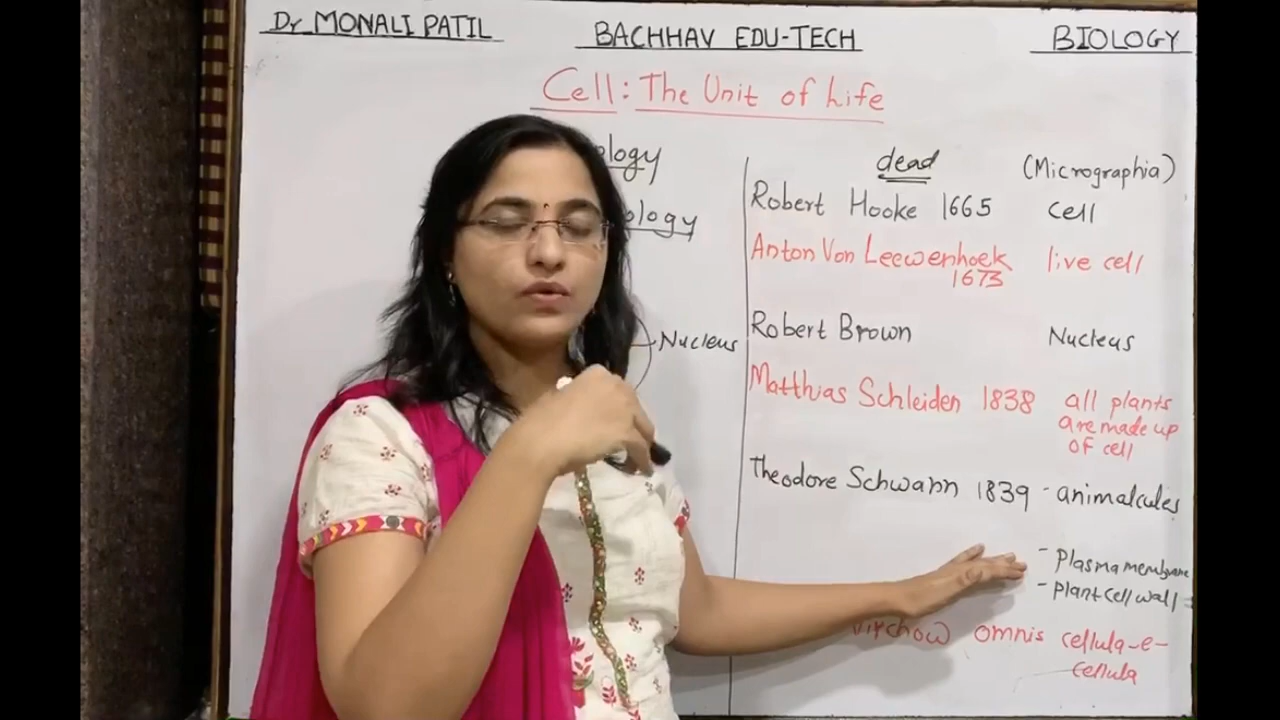 Dr MONALI PATIL
BACHHAV EDU-TECH
BIOLOGY
Cell: The Unit of Life
ology
ology
Nucleus
dead (Micrographia)
Robert Hooke 1665 cell
Anton Von Leewenhoek live cell
1673
Robert Brown Nucleus
Matthias Schleiden 1838 all plants
are made up
of cell
Theodore Schwann 1839 - animalcules
- Plasma membrane
- Plant cell wall
Virchow omnis cellula-e-
cellula